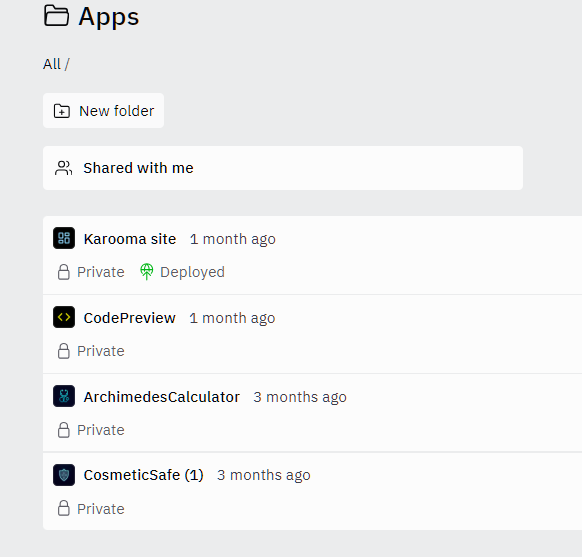 Apps
All /
New folder
Shared with me
Karooma site 1 month ago
Private Deployed
CodePreview 1 month ago
Private
ArchimedesCalculator 3 months ago
Private
CosmeticSafe (1) 3 months ago
Private